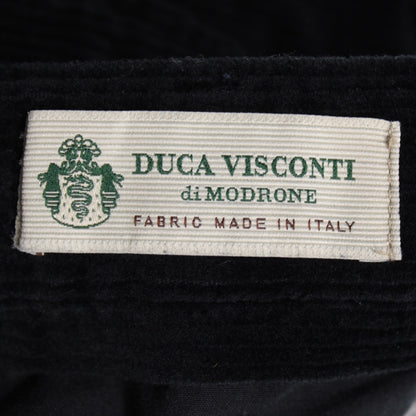 DUCA VISCONTI
di MODRONE
FABRIC MADE IN ITALY